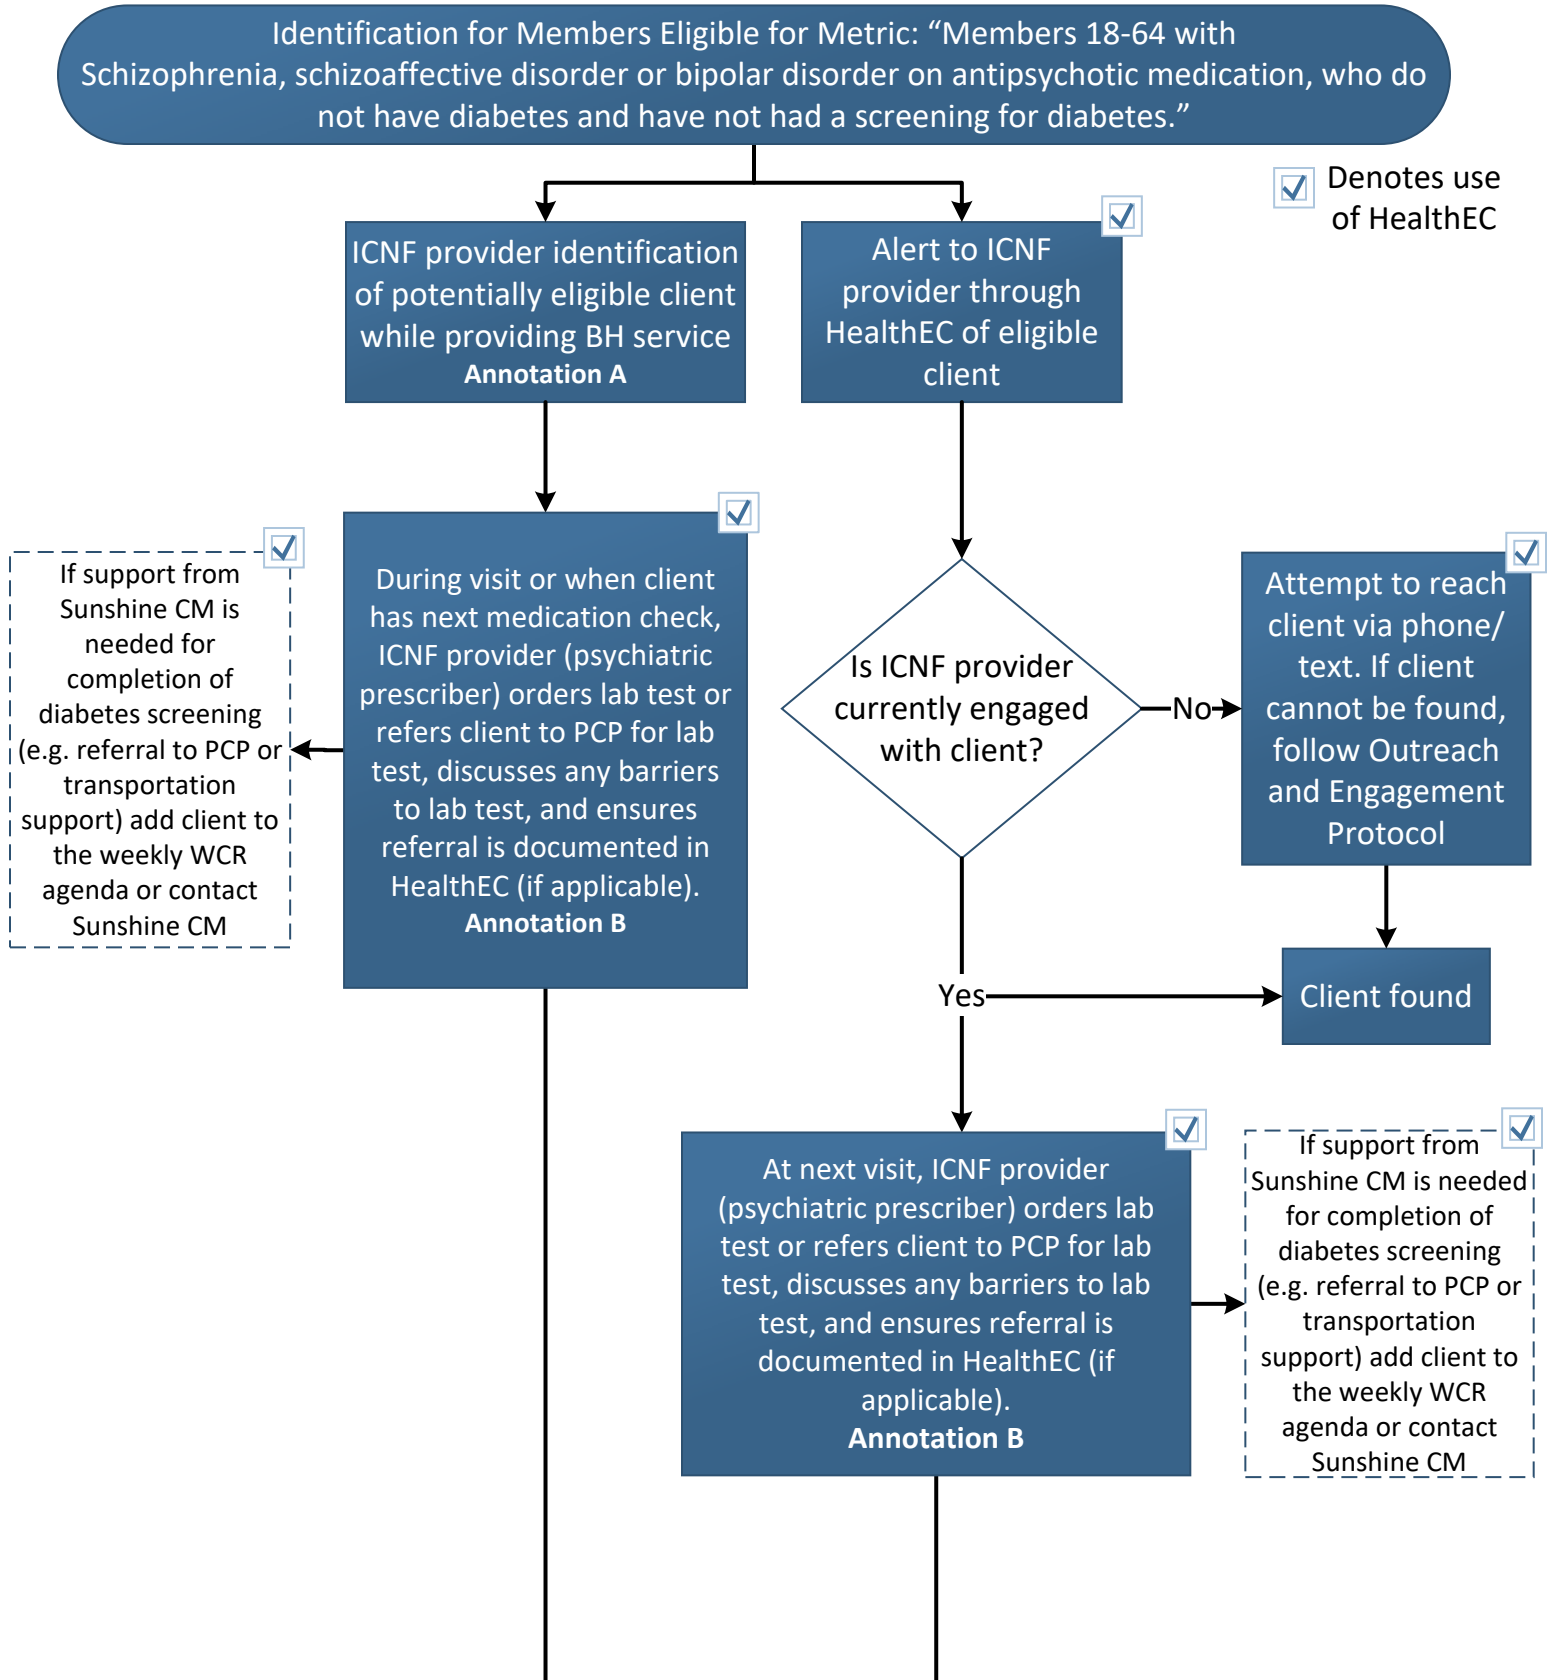 Identification for Members Eligible for Metric: “Members 18-64 with
Schizophrenia, schizoaffective disorder or bipolar disorder on antipsychotic medication, who do
not have diabetes and have not had a screening for diabetes.”
Denotes use
of HealthEC
ICNF provider identification
of potentially eligible client
while providing BH service
Annotation A
Alert to ICNF
provider through
HealthEC of eligible
client
If support from
Sunshine CM is
needed for
completion of
diabetes screening
(e.g. referral to PCP or
transportation
support) add client to
the weekly WCR
agenda or contact
Sunshine CM
During visit or when client
has next medication check,
ICNF provider (psychiatric
prescriber) orders lab test or
refers client to PCP for lab
test, discusses any barriers
to lab test, and ensures
referral is documented in
HealthEC (if applicable).
Annotation B
Is ICNF provider
currently engaged
with client?
No
Attempt to reach
client via phone/
text. If client
cannot be found,
follow Outreach
and Engagement
Protocol
Yes
Client found
At next visit, ICNF provider
(psychiatric prescriber) orders lab
test or refers client to PCP for lab
test, discusses any barriers to lab
test, and ensures referral is
documented in HealthEC (if
applicable).
Annotation B
If support from
Sunshine CM is needed
for completion of
diabetes screening
(e.g. referral to PCP or
transportation
support) add client to
the weekly WCR
agenda or contact
Sunshine CM